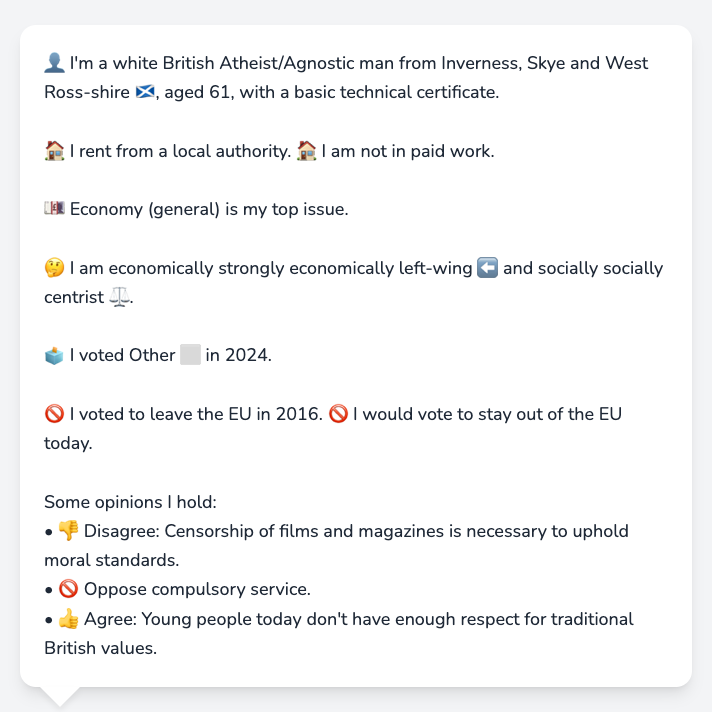 👤 I'm a white British Atheist/Agnostic man from Inverness, Skye and West
Ross-shire 🏴󠁧󠁢󠁳󠁣󠁴󠁿, aged 61, with a basic technical certificate.
🏠 I rent from a local authority. 🏠 I am not in paid work.
💷 Economy (general) is my top issue.
🤔 I am economically strongly economically left-wing ⬅️ and socially socially
centrist ⚖️.
🗳️ I voted Other ⬜ in 2024.
🚫 I voted to leave the EU in 2016. 🚫 I would vote to stay out of the EU
today.
Some opinions I hold:
• 👎 Disagree: Censorship of films and magazines is necessary to uphold
moral standards.
• 🚫 Oppose compulsory service.
• 👍 Agree: Young people today don't have enough respect for traditional
British values.